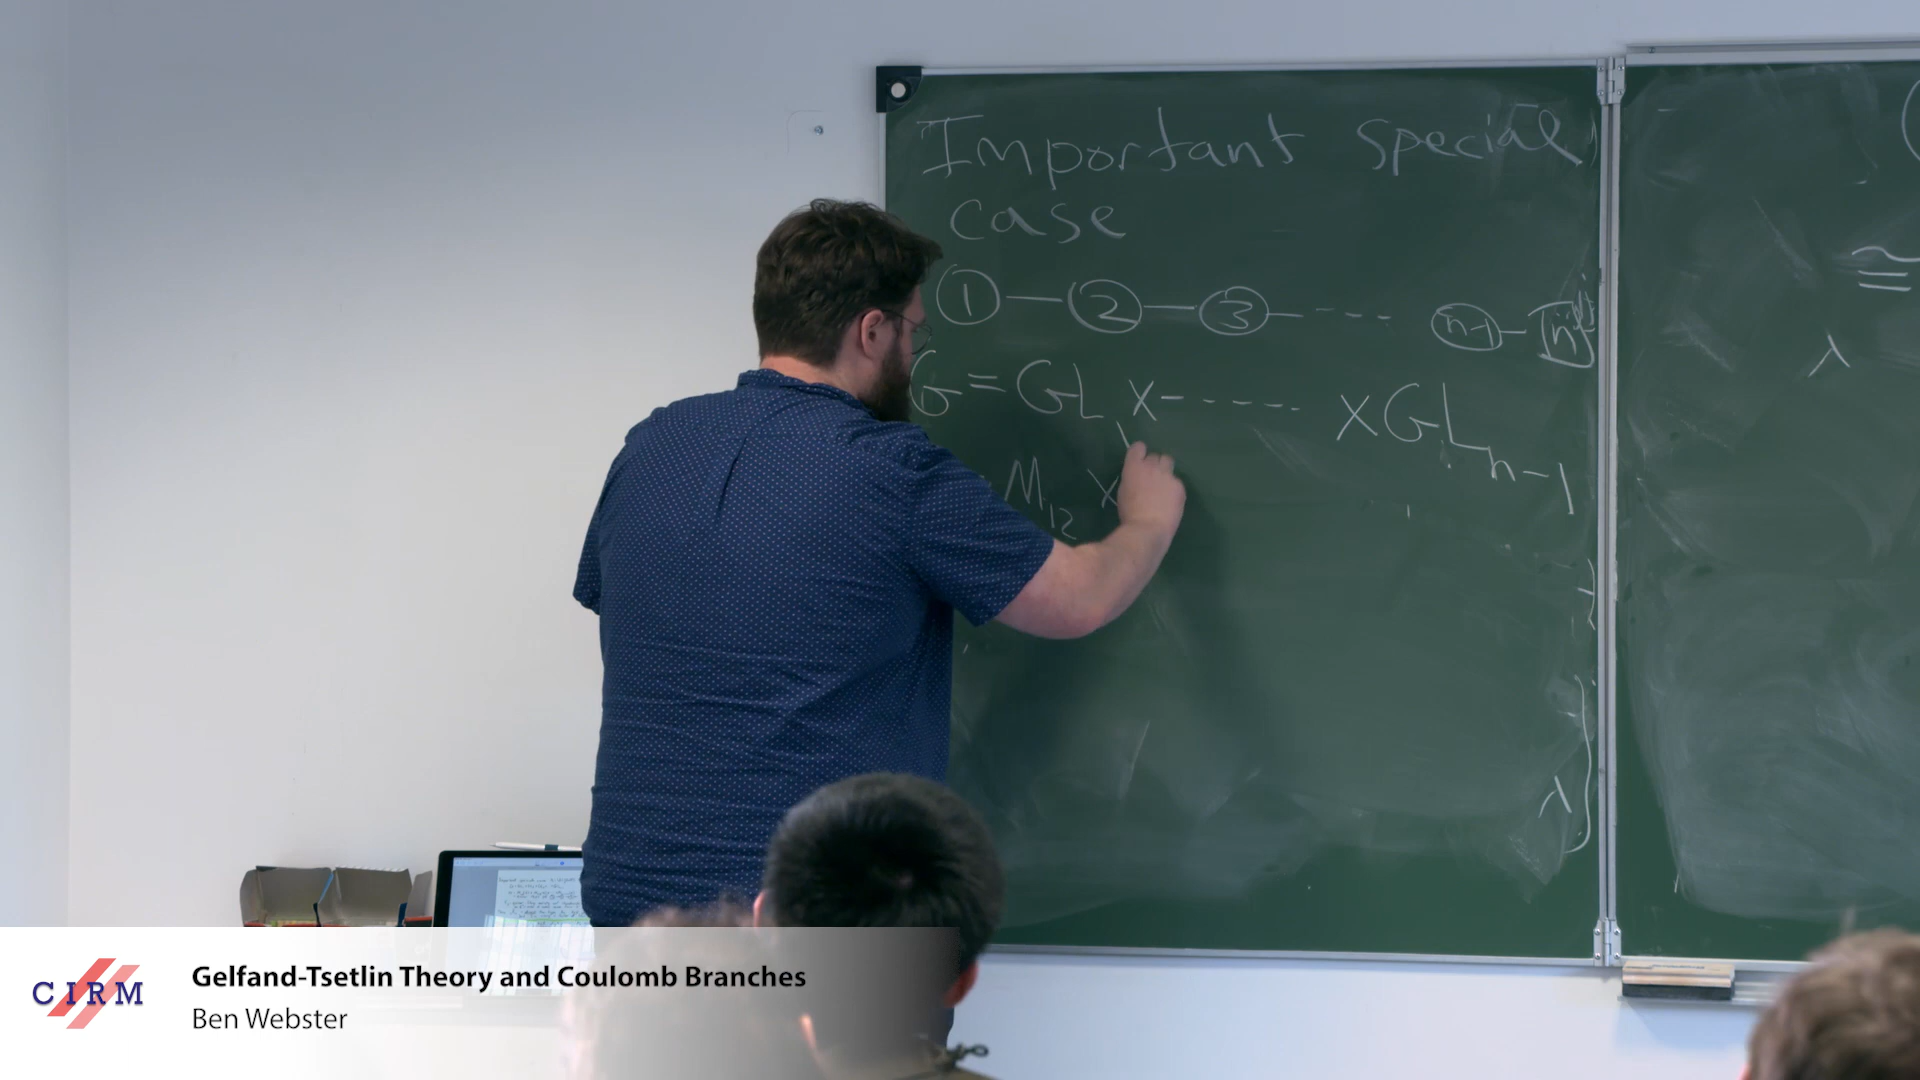 Important special
case
① — ② — ③ — - - - - n-1 — n
G = GL₁ × - - - - - × GL n-1
M₁₂ ×
≅
λ
λ
CIRM
Gelfand-Tsetlin Theory and Coulomb Branches
Ben Webster